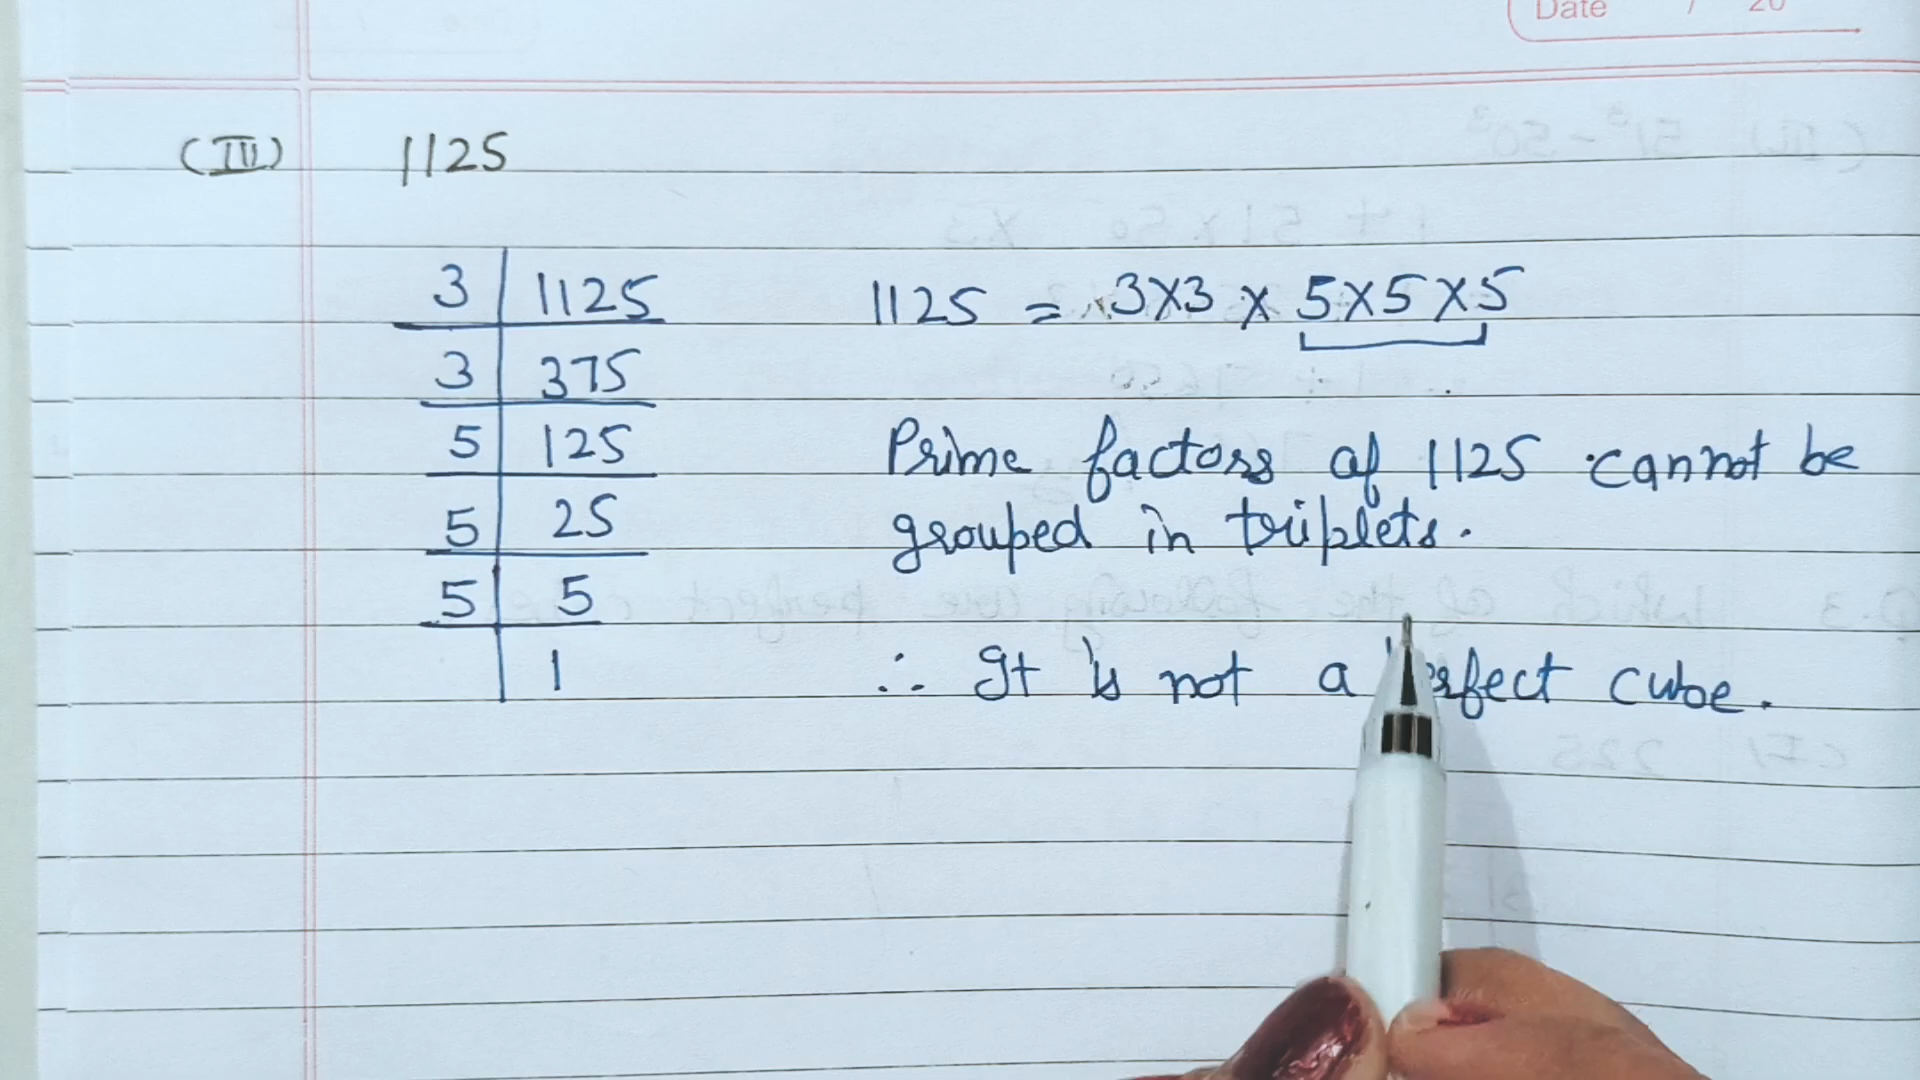 Date / 20
(III) 1125
3 | 1125
3 | 375
5 | 125
5 | 25
5 | 5
1
1125 = 3×3 × 5×5×5
Prime factors of 1125 cannot be
grouped in triplets.
∴ It is not a perfect cube.